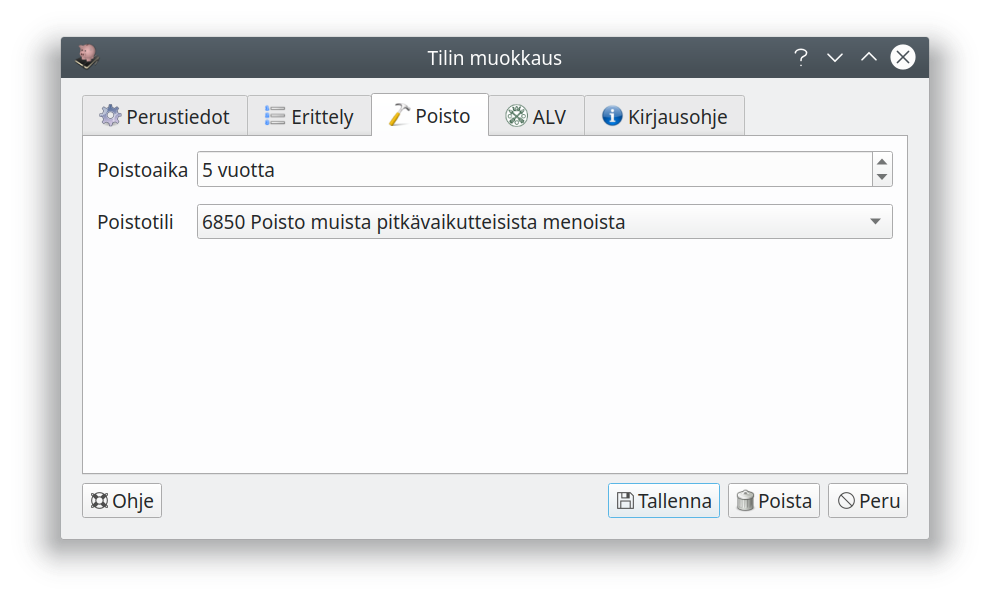 Tilin muokkaus
Perustiedot Erittely Poisto ALV Kirjausohje
Poistoaika 5 vuotta
Poistotili 6850 Poisto muista pitkävaikutteisista menoista
Ohje Tallenna Poista Peru